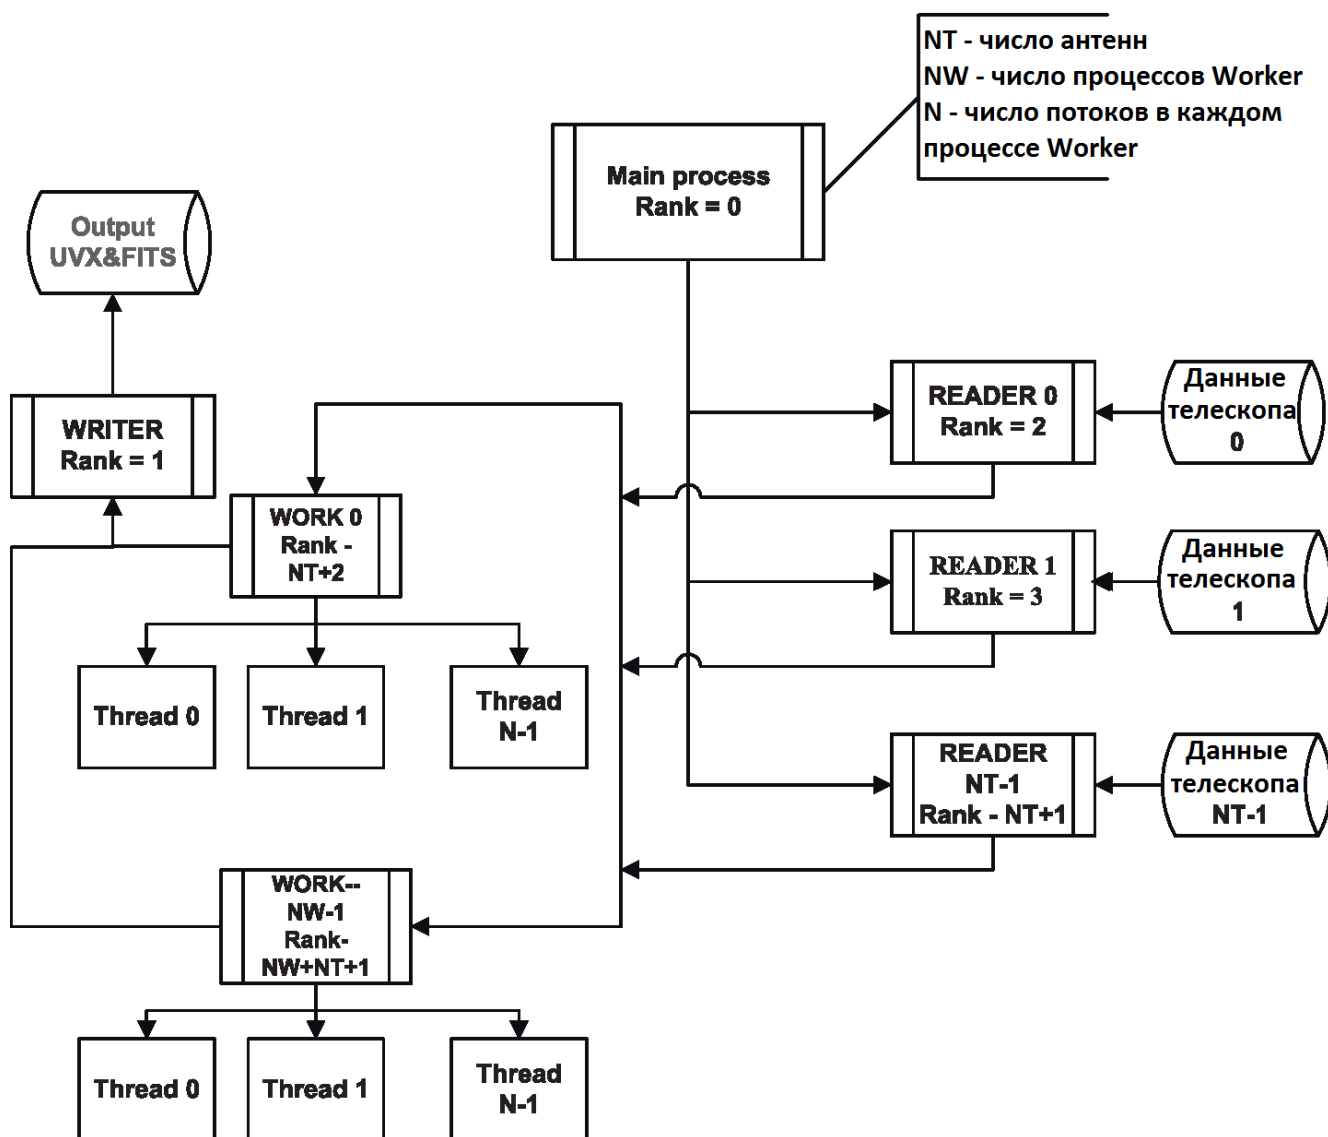 NT - число антенн
NW - число процессов Worker
N - число потоков в каждом
процессе Worker
Main process
Rank = 0
Output
UVX&FITS
WRITER
Rank = 1
READER 0
Rank = 2
Данные
телескопа
0
WORK 0
Rank -
NT+2
READER 1
Rank = 3
Данные
телескопа
1
Thread 0
Thread 1
Thread
N-1
READER
NT-1
Rank - NT+1
Данные
телескопа
NT-1
WORK--
NW-1
Rank-
NW+NT+1
Thread 0
Thread 1
Thread
N-1